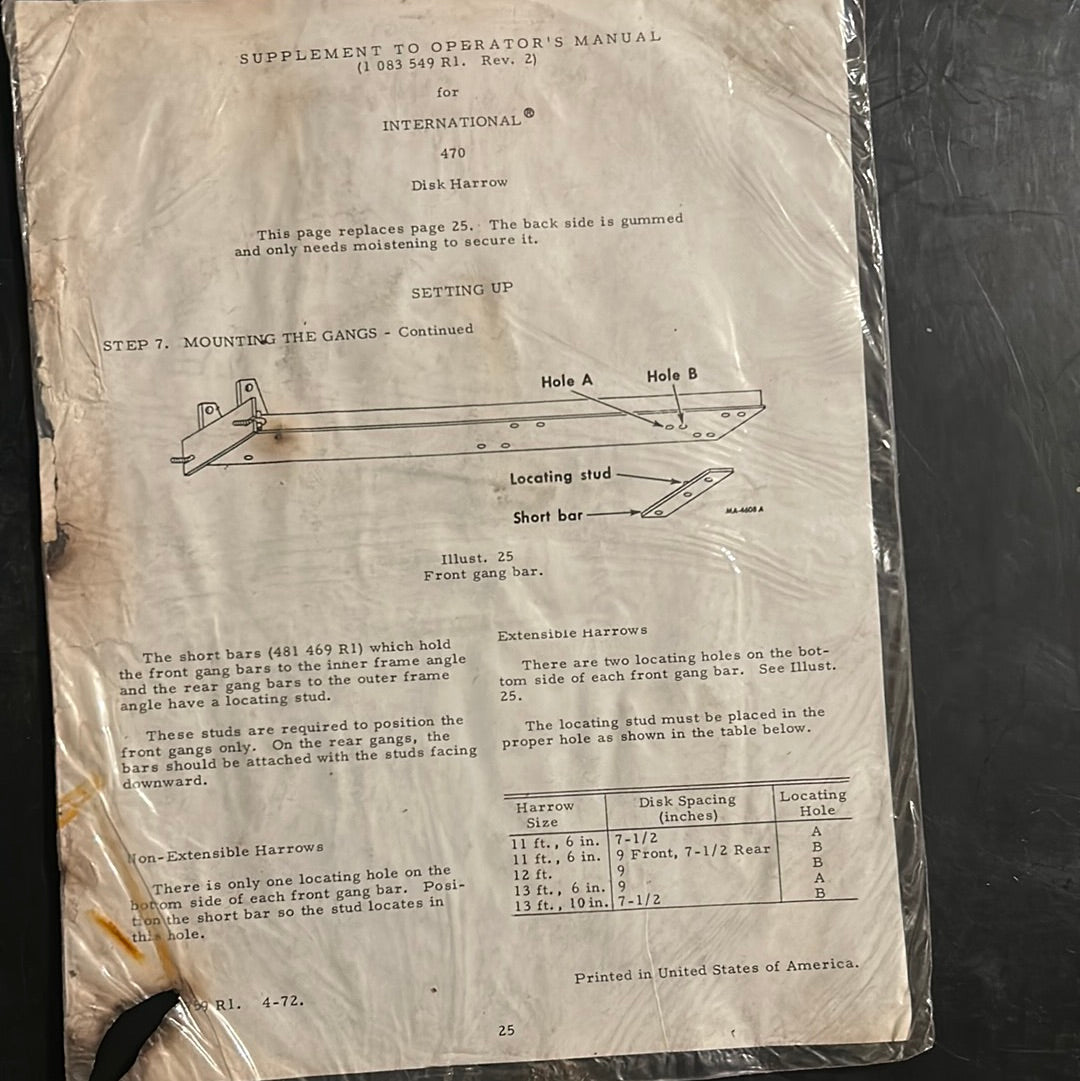 SUPPLEMENT TO OPERATOR'S MANUAL
(1 083 549 R1. Rev. 2)
for
INTERNATIONAL®
470
Disk Harrow
This page replaces page 25. The back side is gummed
and only needs moistening to secure it.
SETTING UP
STEP 7. MOUNTING THE GANGS - Continued
Hole A
Hole B
Locating stud
Short bar
MA-4608 A
Illust. 25
Front gang bar.
The short bars (481 469 R1) which hold
the front gang bars to the inner frame angle
and the rear gang bars to the outer frame
angle have a locating stud.
These studs are required to position the
front gangs only. On the rear gangs, the
bars should be attached with the studs facing
downward.
Non-Extensible Harrows
There is only one locating hole on the
bottom side of each front gang bar. Posi-
tion the short bar so the stud locates in
this hole.
Extensible Harrows
There are two locating holes on the bot-
tom side of each front gang bar. See Illust.
25.
The locating stud must be placed in the
proper hole as shown in the table below.
Harrow Size Disk Spacing (inches) Locating Hole
11 ft., 6 in. 7-1/2 A
11 ft., 6 in. 9 Front, 7-1/2 Rear B
12 ft. 9 B
13 ft., 6 in. 9 A
13 ft., 10 in. 7-1/2 B
Printed in United States of America.
R1. 4-72.
25